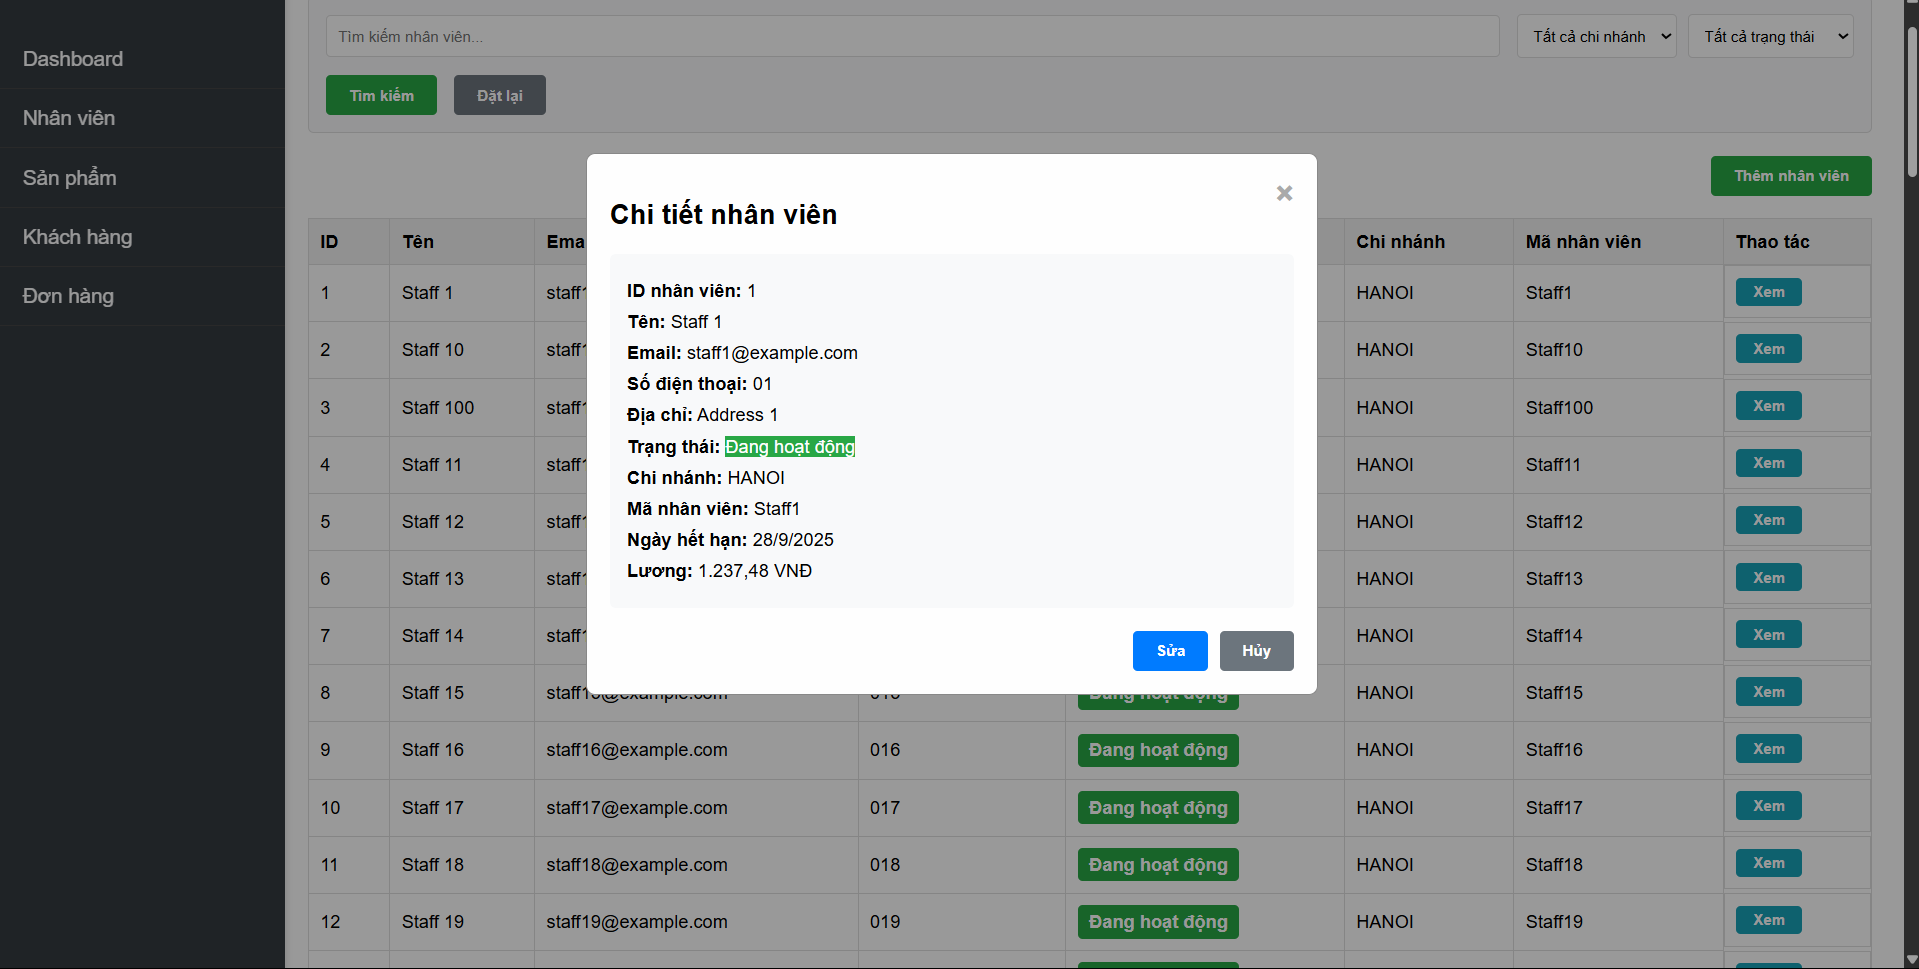 Dashboard
Nhân viên
Sản phẩm
Khách hàng
Đơn hàng
Tìm kiếm nhân viên...
Tất cả chi nhánh
Tất cả trạng thái
Tìm kiếm
Đặt lại
Thêm nhân viên
Chi tiết nhân viên
ID nhân viên: 1
Tên: Staff 1
Email: staff1@example.com
Số điện thoại: 01
Địa chỉ: Address 1
Trạng thái: Đang hoạt động
Chi nhánh: HANOI
Mã nhân viên: Staff1
Ngày hết hạn: 28/9/2025
Lương: 1.237,48 VNĐ
Sửa
Hủy
ID Tên Chi nhánh Mã nhân viên Thao tác
1 Staff 1 HANOI Staff1 Xem
2 Staff 10 HANOI Staff10 Xem
3 Staff 100 HANOI Staff100 Xem
4 Staff 11 HANOI Staff11 Xem
5 Staff 12 HANOI Staff12 Xem
6 Staff 13 HANOI Staff13 Xem
7 Staff 14 HANOI Staff14 Xem
8 Staff 15 HANOI Staff15 Xem
9 Staff 16 staff16@example.com 016 Đang hoạt động HANOI Staff16 Xem
10 Staff 17 staff17@example.com 017 Đang hoạt động HANOI Staff17 Xem
11 Staff 18 staff18@example.com 018 Đang hoạt động HANOI Staff18 Xem
12 Staff 19 staff19@example.com 019 Đang hoạt động HANOI Staff19 Xem